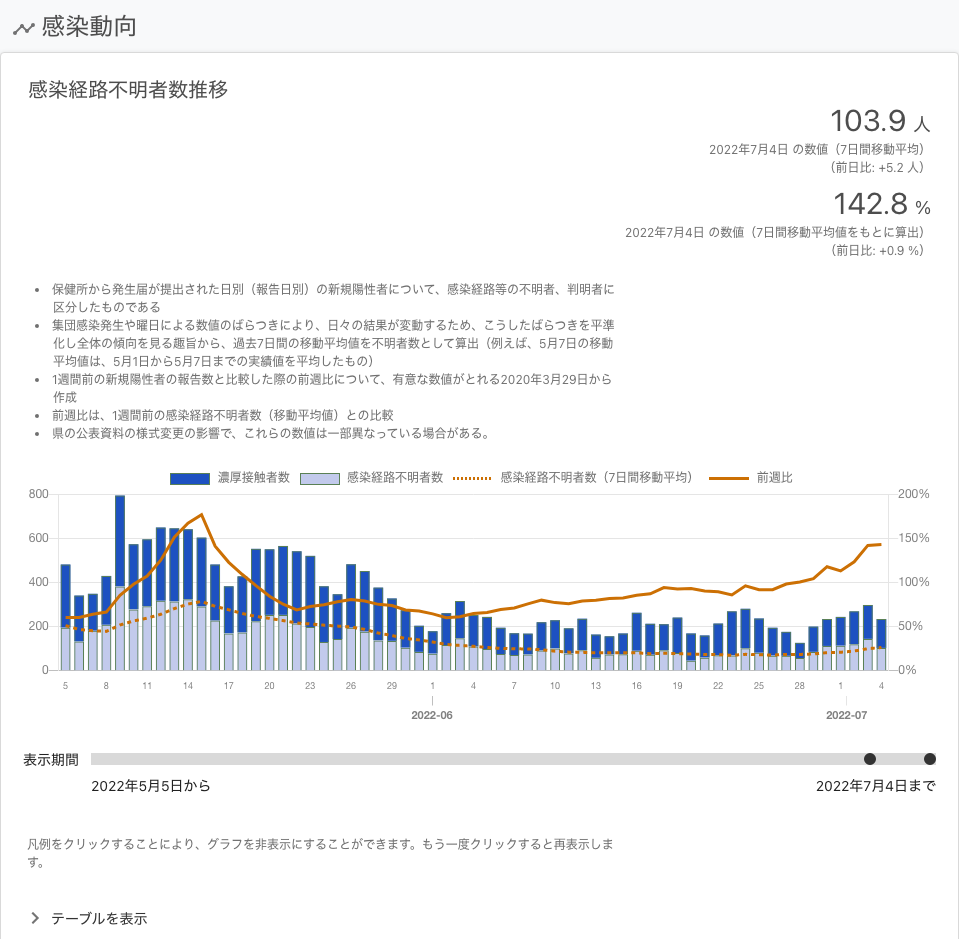 感染動向
感染経路不明者数推移
103.9 人
2022年7月4日 の数値（7日間移動平均）
（前日比: +5.2 人）
142.8 %
2022年7月4日 の数値（7日間移動平均値をもとに算出）
（前日比: +0.9 %）
• 保健所から発生届が提出された日別（報告日別）の新規陽性者について、感染経路等の不明者、判明者に
区分したものである
• 集団感染発生や曜日による数値のばらつきにより、日々の結果が変動するため、こうしたばらつきを平準
化し全体の傾向を見る趣旨から、過去7日間の移動平均値を不明者数として算出（例えば、5月7日の移動
平均値は、5月1日から5月7日までの実績値を平均したもの）
• 1週間前の新規陽性者の報告数と比較した際の前週比について、有意な数値がとれる2020年3月29日から
作成
• 前週比は、1週間前の感染経路不明者数（移動平均値）との比較
• 県の公表資料の様式変更の影響で、これらの数値は一部異なっている場合がある。
濃厚接触者数 感染経路不明者数 感染経路不明者数（7日間移動平均） 前週比
800 200%
600 150%
400 100%
200 50%
0 0%
5 8 11 14 17 20 23 26 29 1 4 7 10 13 16 19 22 25 28 1 4
2022-06 2022-07
表示期間
2022年5月5日から 2022年7月4日まで
凡例をクリックすることにより、グラフを非表示にすることができます。もう一度クリックすると再表示しま
す。
テーブルを表示